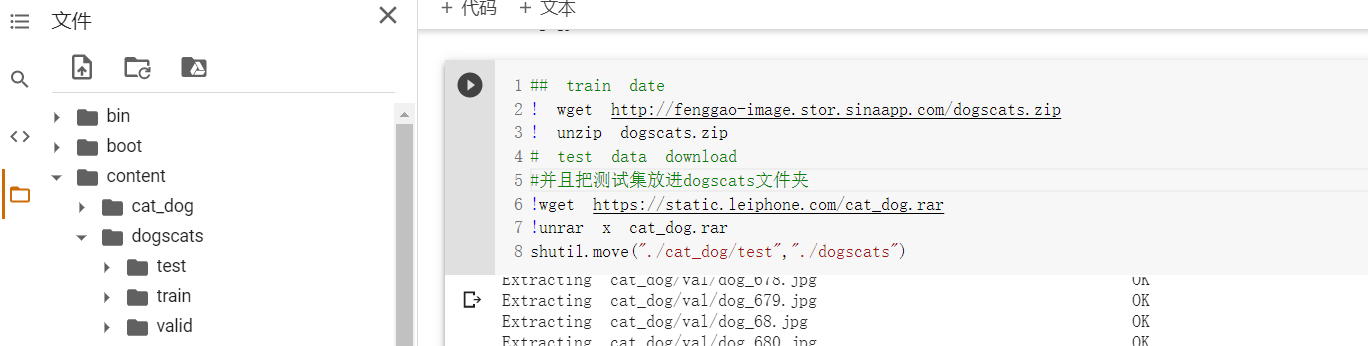 文件
+ 代码 + 文本
bin
boot
content
cat_dog
dogscats
test
train
valid
1 ## train date
2 ! wget http://fenggao-image.stor.sinaapp.com/dogscats.zip
3 ! unzip dogscats.zip
4 # test data download
5 #并且把测试集放进dogscats文件夹
6 !wget https://static.leiphone.com/cat_dog.rar
7 !unrar x cat_dog.rar
8 shutil.move("./cat_dog/test","./dogscats")
Extracting cat_dog/val/dog_678.jpg OK
Extracting cat_dog/val/dog_679.jpg OK
Extracting cat_dog/val/dog_68.jpg OK
Extracting cat_dog/val/dog_680.jpg OK